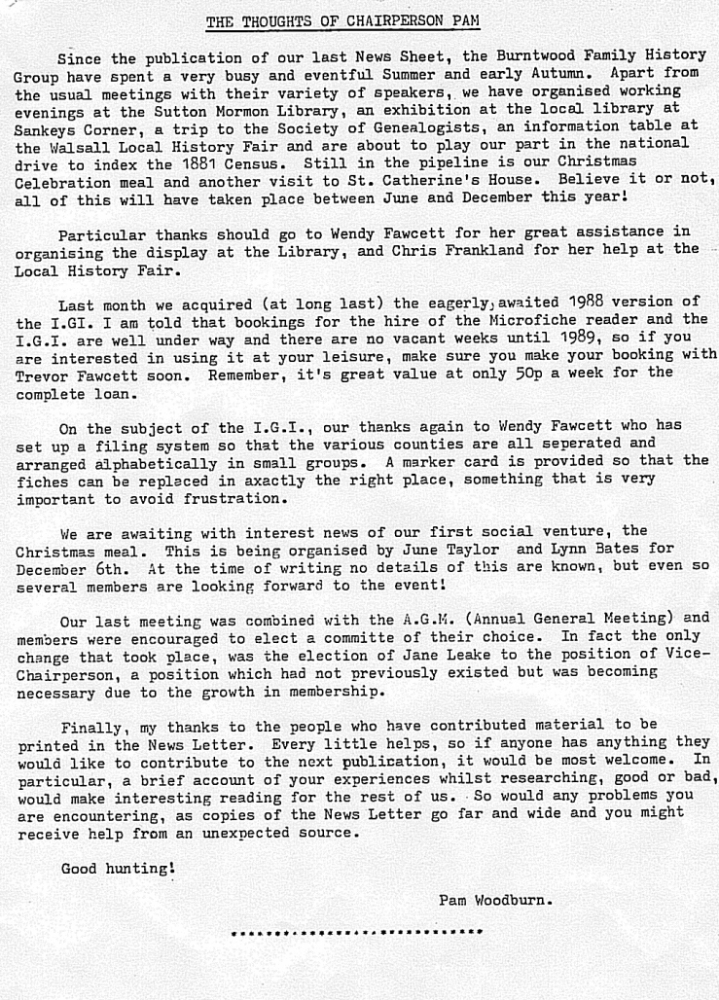 THE THOUGHTS OF CHAIRPERSON PAM
Since the publication of our last News Sheet, the Burntwood Family History
Group have spent a very busy and eventful Summer and early Autumn. Apart from
the usual meetings with their variety of speakers, we have organised working
evenings at the Sutton Mormon Library, an exhibition at the local library at
Sankeys Corner, a trip to the Society of Genealogists, an information table at
the Walsall Local History Fair and are about to play our part in the national
drive to index the 1881 Census. Still in the pipeline is our Christmas
Celebration meal and another visit to St. Catherine's House. Believe it or not,
all of this will have taken place between June and December this year!
Particular thanks should go to Wendy Fawcett for her great assistance in
organising the display at the Library, and Chris Frankland for her help at the
Local History Fair.
Last month we acquired (at long last) the eagerly, awaited 1988 version of
the I.GI. I am told that bookings for the hire of the Microfiche reader and the
I.G.I. are well under way and there are no vacant weeks until 1989, so if you
are interested in using it at your leisure, make sure you make your booking with
Trevor Fawcett soon. Remember, it's great value at only 50p a week for the
complete loan.
On the subject of the I.G.I., our thanks again to Wendy Fawcett who has
set up a filing system so that the various counties are all seperated and
arranged alphabetically in small groups. A marker card is provided so that the
fiches can be replaced in axactly the right place, something that is very
important to avoid frustration.
We are awaiting with interest news of our first social venture, the
Christmas meal. This is being organised by June Taylor and Lynn Bates for
December 6th. At the time of writing no details of this are known, but even so
several members are looking forward to the event!
Our last meeting was combined with the A.G.M. (Annual General Meeting) and
members were encouraged to elect a committe of their choice. In fact the only
change that took place, was the election of Jane Leake to the position of Vice-
Chairperson, a position which had not previously existed but was becoming
necessary due to the growth in membership.
Finally, my thanks to the people who have contributed material to be
printed in the News Letter. Every little helps, so if anyone has anything they
would like to contribute to the next publication, it would be most welcome. In
particular, a brief account of your experiences whilst researching, good or bad,
would make interesting reading for the rest of us. So would any problems you
are encountering, as copies of the News Letter go far and wide and you might
receive help from an unexpected source.
Good hunting!
Pam Woodburn.